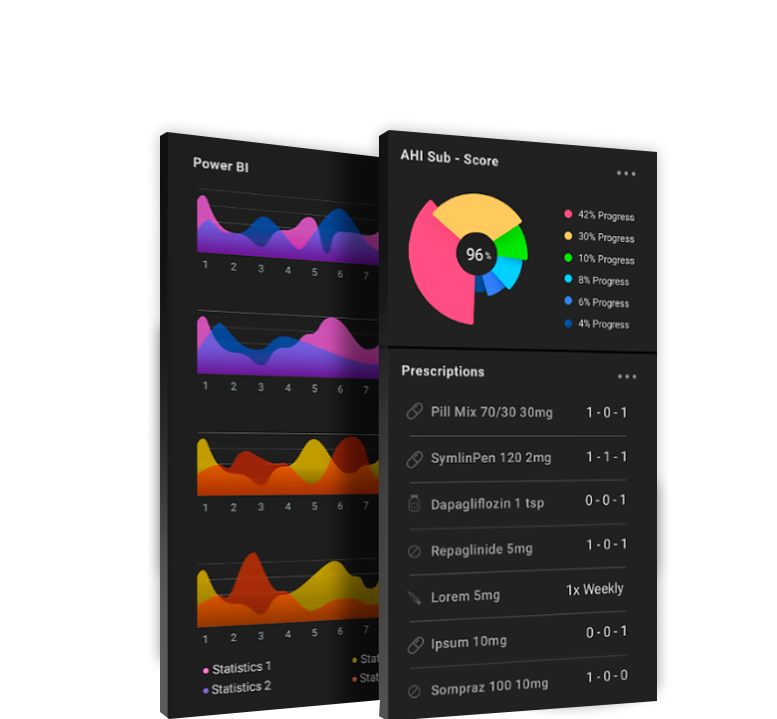 Power BI
1 2 3 4 5 6 7
1 2 3 4 5 6 7
1 2 3 4 5 6 7
1 2 3 4 5 6 7
Statistics 1
Statistics 2
AHI Sub - Score
96%
42% Progress
30% Progress
10% Progress
8% Progress
6% Progress
4% Progress
Prescriptions
Pill Mix 70/30 30mg 1 - 0 - 1
SymlinPen 120 2mg 1 - 1 - 1
Dapagliflozin 1 tsp 0 - 0 - 1
Repaglinide 5mg 1 - 0 - 1
Lorem 5mg 1x Weekly
Ipsum 10mg 0 - 0 - 1
Sompraz 100 10mg 1 - 0 - 0